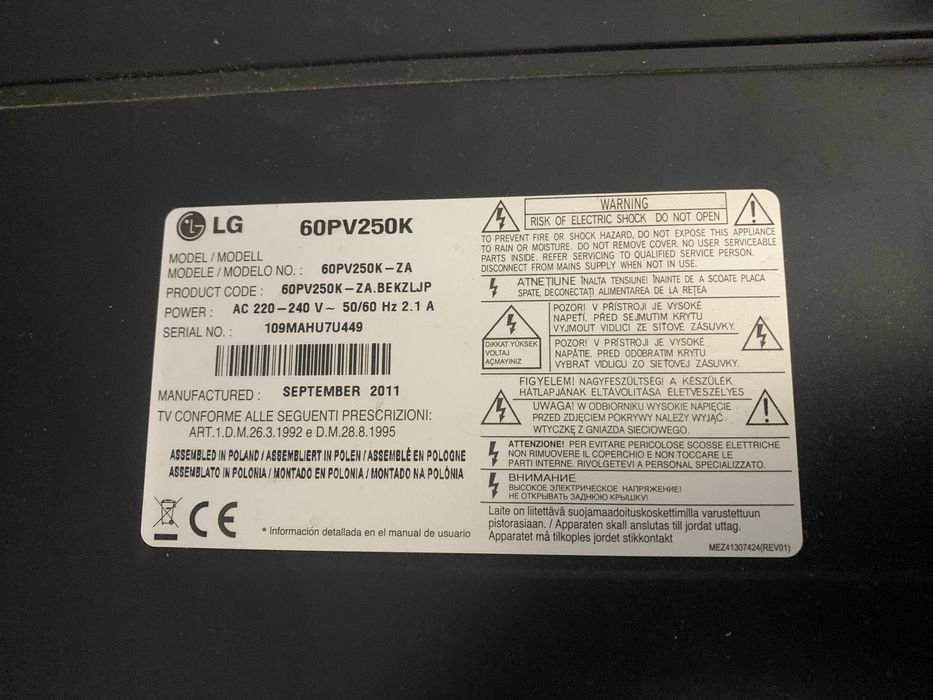 LG 60PV250K
MODEL / MODELL
MODELE / MODELO NO. : 60PV250K-ZA
PRODUCT CODE : 60PV250K-ZA.BEKZLJP
POWER : AC 220-240 V~ 50/60 Hz 2.1 A
SERIAL NO. : 109MAHU7U449
MANUFACTURED : SEPTEMBER 2011
TV CONFORME ALLE SEGUENTI PRESCRIZIONI:
ART.1.D.M.26.3.1992 e D.M.28.8.1995
ASSEMBLED IN POLAND / ASSEMBLIERT IN POLEN / ASSEMBLÉ EN POLOGNE
ASSEMBLATO IN POLONIA / MONTADO EN POLONIA / MONTADO NA POLÓNIA
CE
* Información detallada en el manual de usuario
WARNING
RISK OF ELECTRIC SHOCK DO NOT OPEN
TO PREVENT FIRE OR SHOCK HAZARD, DO NOT EXPOSE THIS APPLIANCE
TO RAIN OR MOISTURE. DO NOT REMOVE COVER. NO USER SERVICEABLE
PARTS INSIDE. REFER SERVICING TO QUALIFIED SERVICE PERSON.
DISCONNECT FROM MAINS SUPPLY WHEN NOT IN USE.
ATNEŢIUNE ÎNALTA TENSIUNE! ÎNAINTE DE A SCOATE PLACA
SPATE, DECONECTAŢI ALIMENTAREA DE LA REŢEA
DIKKAT YÜKSEK
VOLTAJ
AÇMAYINIZ
POZOR! V PŘÍSTROJI JE VYSOKÉ
NAPETÍ. PŘED SEJMUTIM KRYTU
VYJMOUT VIDLICI ZE SÍŤOVÉ ZÁSUVKY.
POZOR! V PRÍSTROJI JE VYSOKÉ
NAPÄTIE. PRED ODOBRATIM KRYTU
VYBRAT VIDLICU ZO SIEŤOVEJ ZÁSUVKY.
FIGYELEM! NAGYFESZÜLTSÉG! A KÉSZÜLÉK
HÁTLAPJÁNAK ELTÁVOLÍTÁSA ÉLETVESZÉLYES
UWAGA! W ODBIORNIKU WYSOKIE NAPIĘCIE
PRZED ZDJĘCIEM POKRYWY NALEŻY WYJĄĆ
WTYCZKĘ Z GNIAZDA SIECIOWEGO.
ATTENZIONE! PER EVITARE PERICOLOSE SCOSSE ELETTRICHE
NON RIMUOVERE IL COPERCHIO E NON TOCCARE LE
PARTI INTERNE. RIVOLGETEVI A PERSONAL SPECIALIZZATO.
ВНИМАНИЕ
ВЫСОКОЕ ЭЛЕКТРИЧЕСКОЕ НАПРЯЖЕНИЕ!
НЕ ОТКРЫВАТЬ ЗАДНЮЮ КРЫШКУ!
Laite on liitettävä suojamaadoituskoskettimilla varustettuun
pistorasiaan. / Apparaten skall anslutas till jordat uttag.
Apparatet må tilkoples jordet stikkontakt
MEZ41307424(REV01)